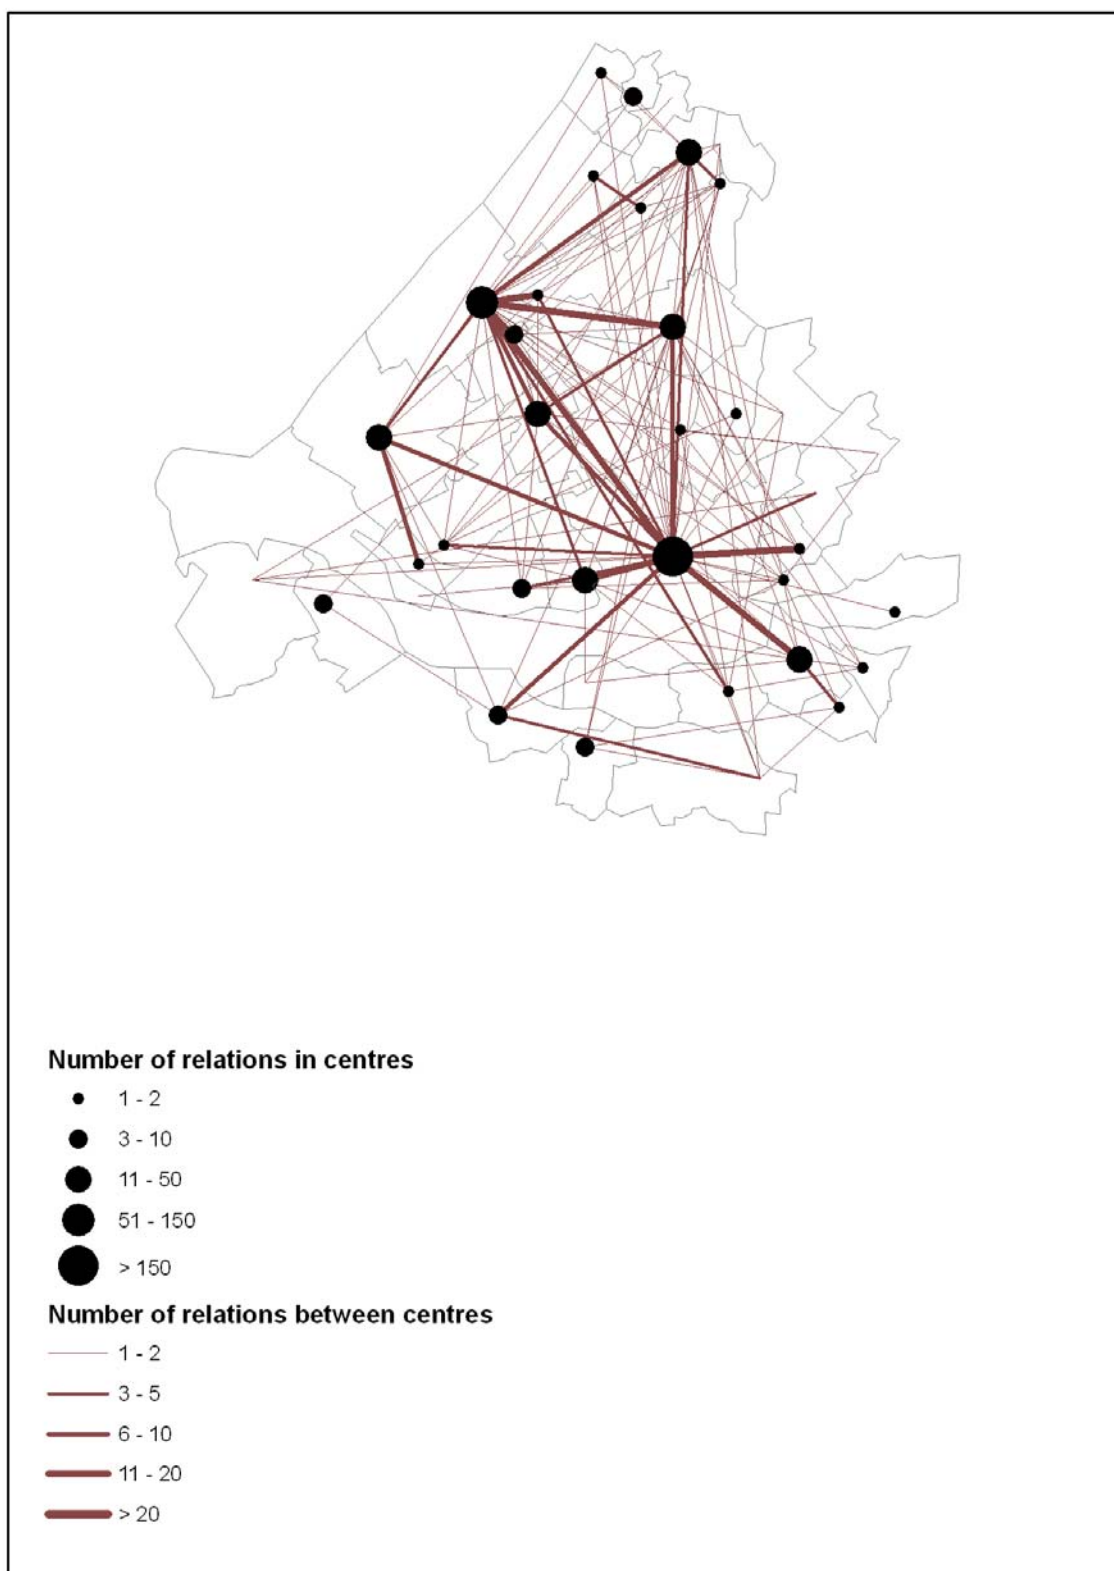 Number of relations in centres
1 - 2
3 - 10
11 - 50
51 - 150
> 150
Number of relations between centres
1 - 2
3 - 5
6 - 10
11 - 20
> 20